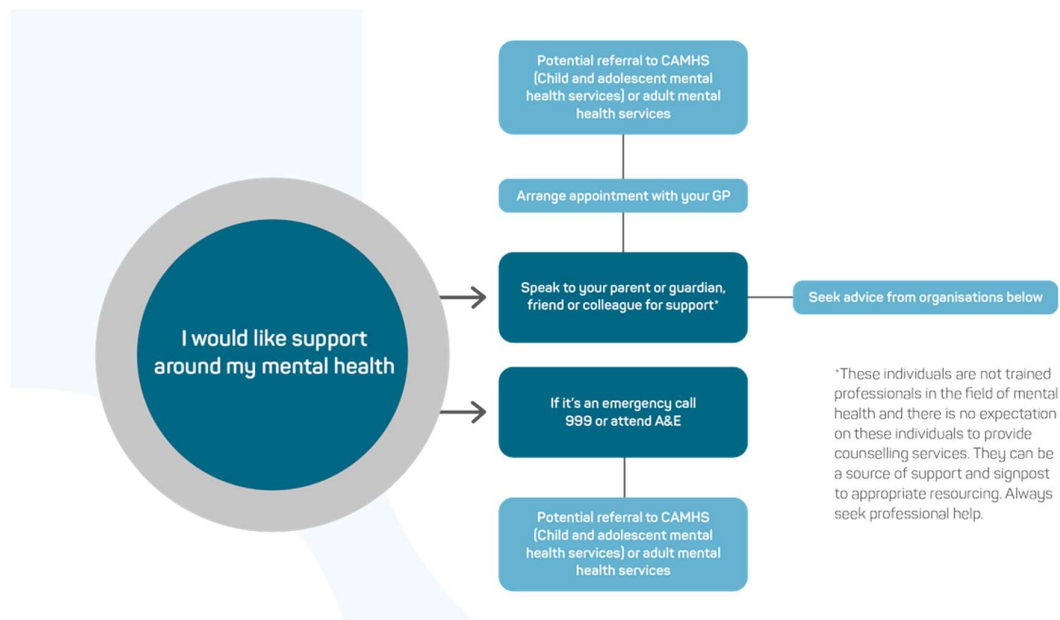 Potential referral to CAMHS
(Child and adolescent mental
health services) or adult mental
health services
Arrange appointment with your GP
I would like support
around my mental health
Speak to your parent or guardian,
friend or colleague for support*
Seek advice from organisations below
If it's an emergency call
999 or attend A&E
Potential referral to CAMHS
(Child and adolescent mental
health services) or adult mental
health services
*These individuals are not trained
professionals in the field of mental
health and there is no expectation
on these individuals to provide
counselling services. They can be
a source of support and signpost
to appropriate resourcing. Always
seek professional help.